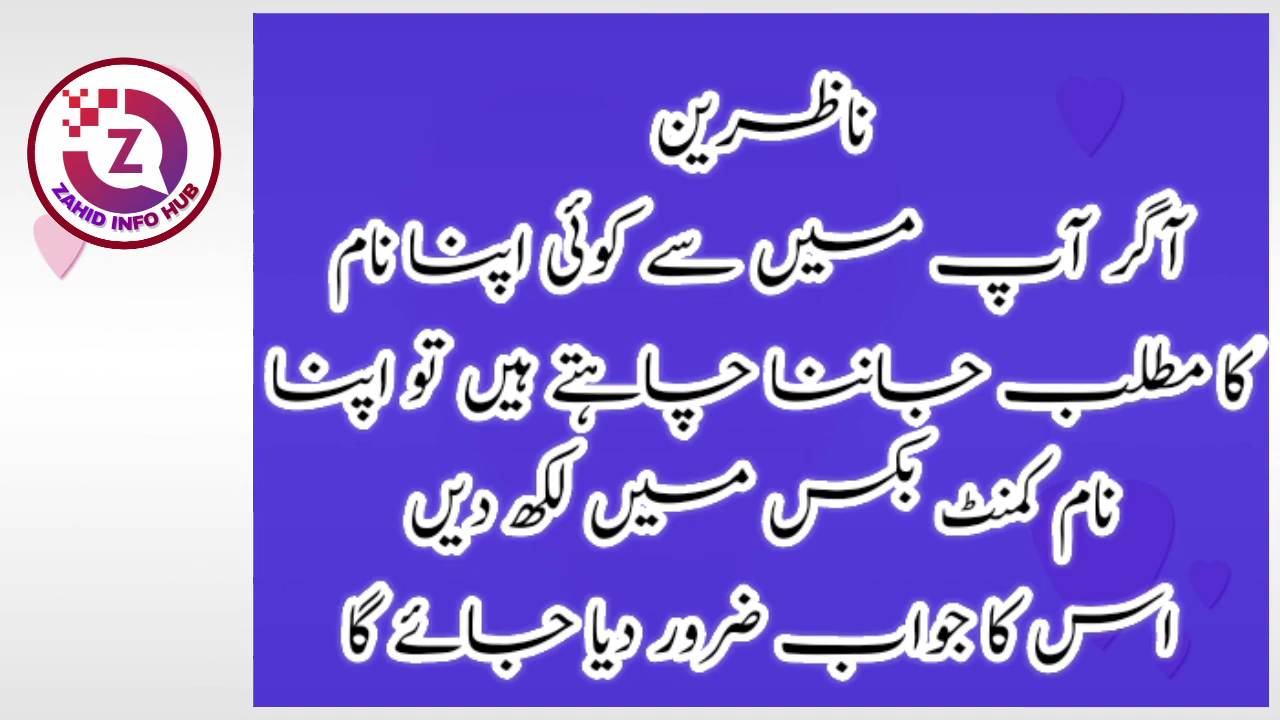 ZAHID INFO HUB
Z
ناظرین
آگر آپ میں سے کوئی اپنا نام
کا مطلب جاننا چاہتے ہیں تو اپنا
نام کمنٹ بکس میں لکھ دیں
اس کا جواب ضرور دیا جائے گا